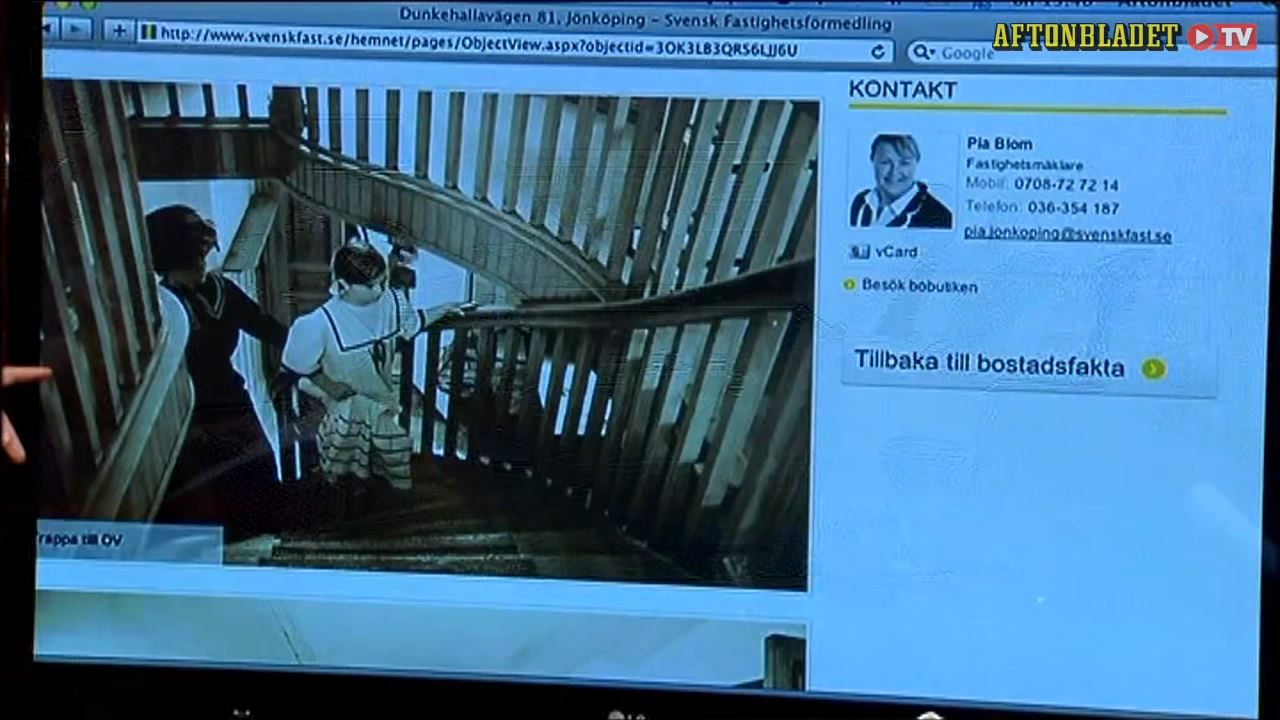 Dunkehallavägen 81, Jönköping – Svensk Fastighetsförmedling
http://www.svenskfast.se/hemnet/pages/ObjectView.aspx?objectid=3OK3LB3QRS6LJJ6U
Google
AFTONBLADET TV
KONTAKT
Pia Blom
Fastighetsmäklare
Mobil: 0708-72 72 14
Telefon: 036-354 187
pia.jonkoping@svenskfast.se
vCard
Besök bobutiken
Tillbaka till bostadsfakta
Trappa till ÖV